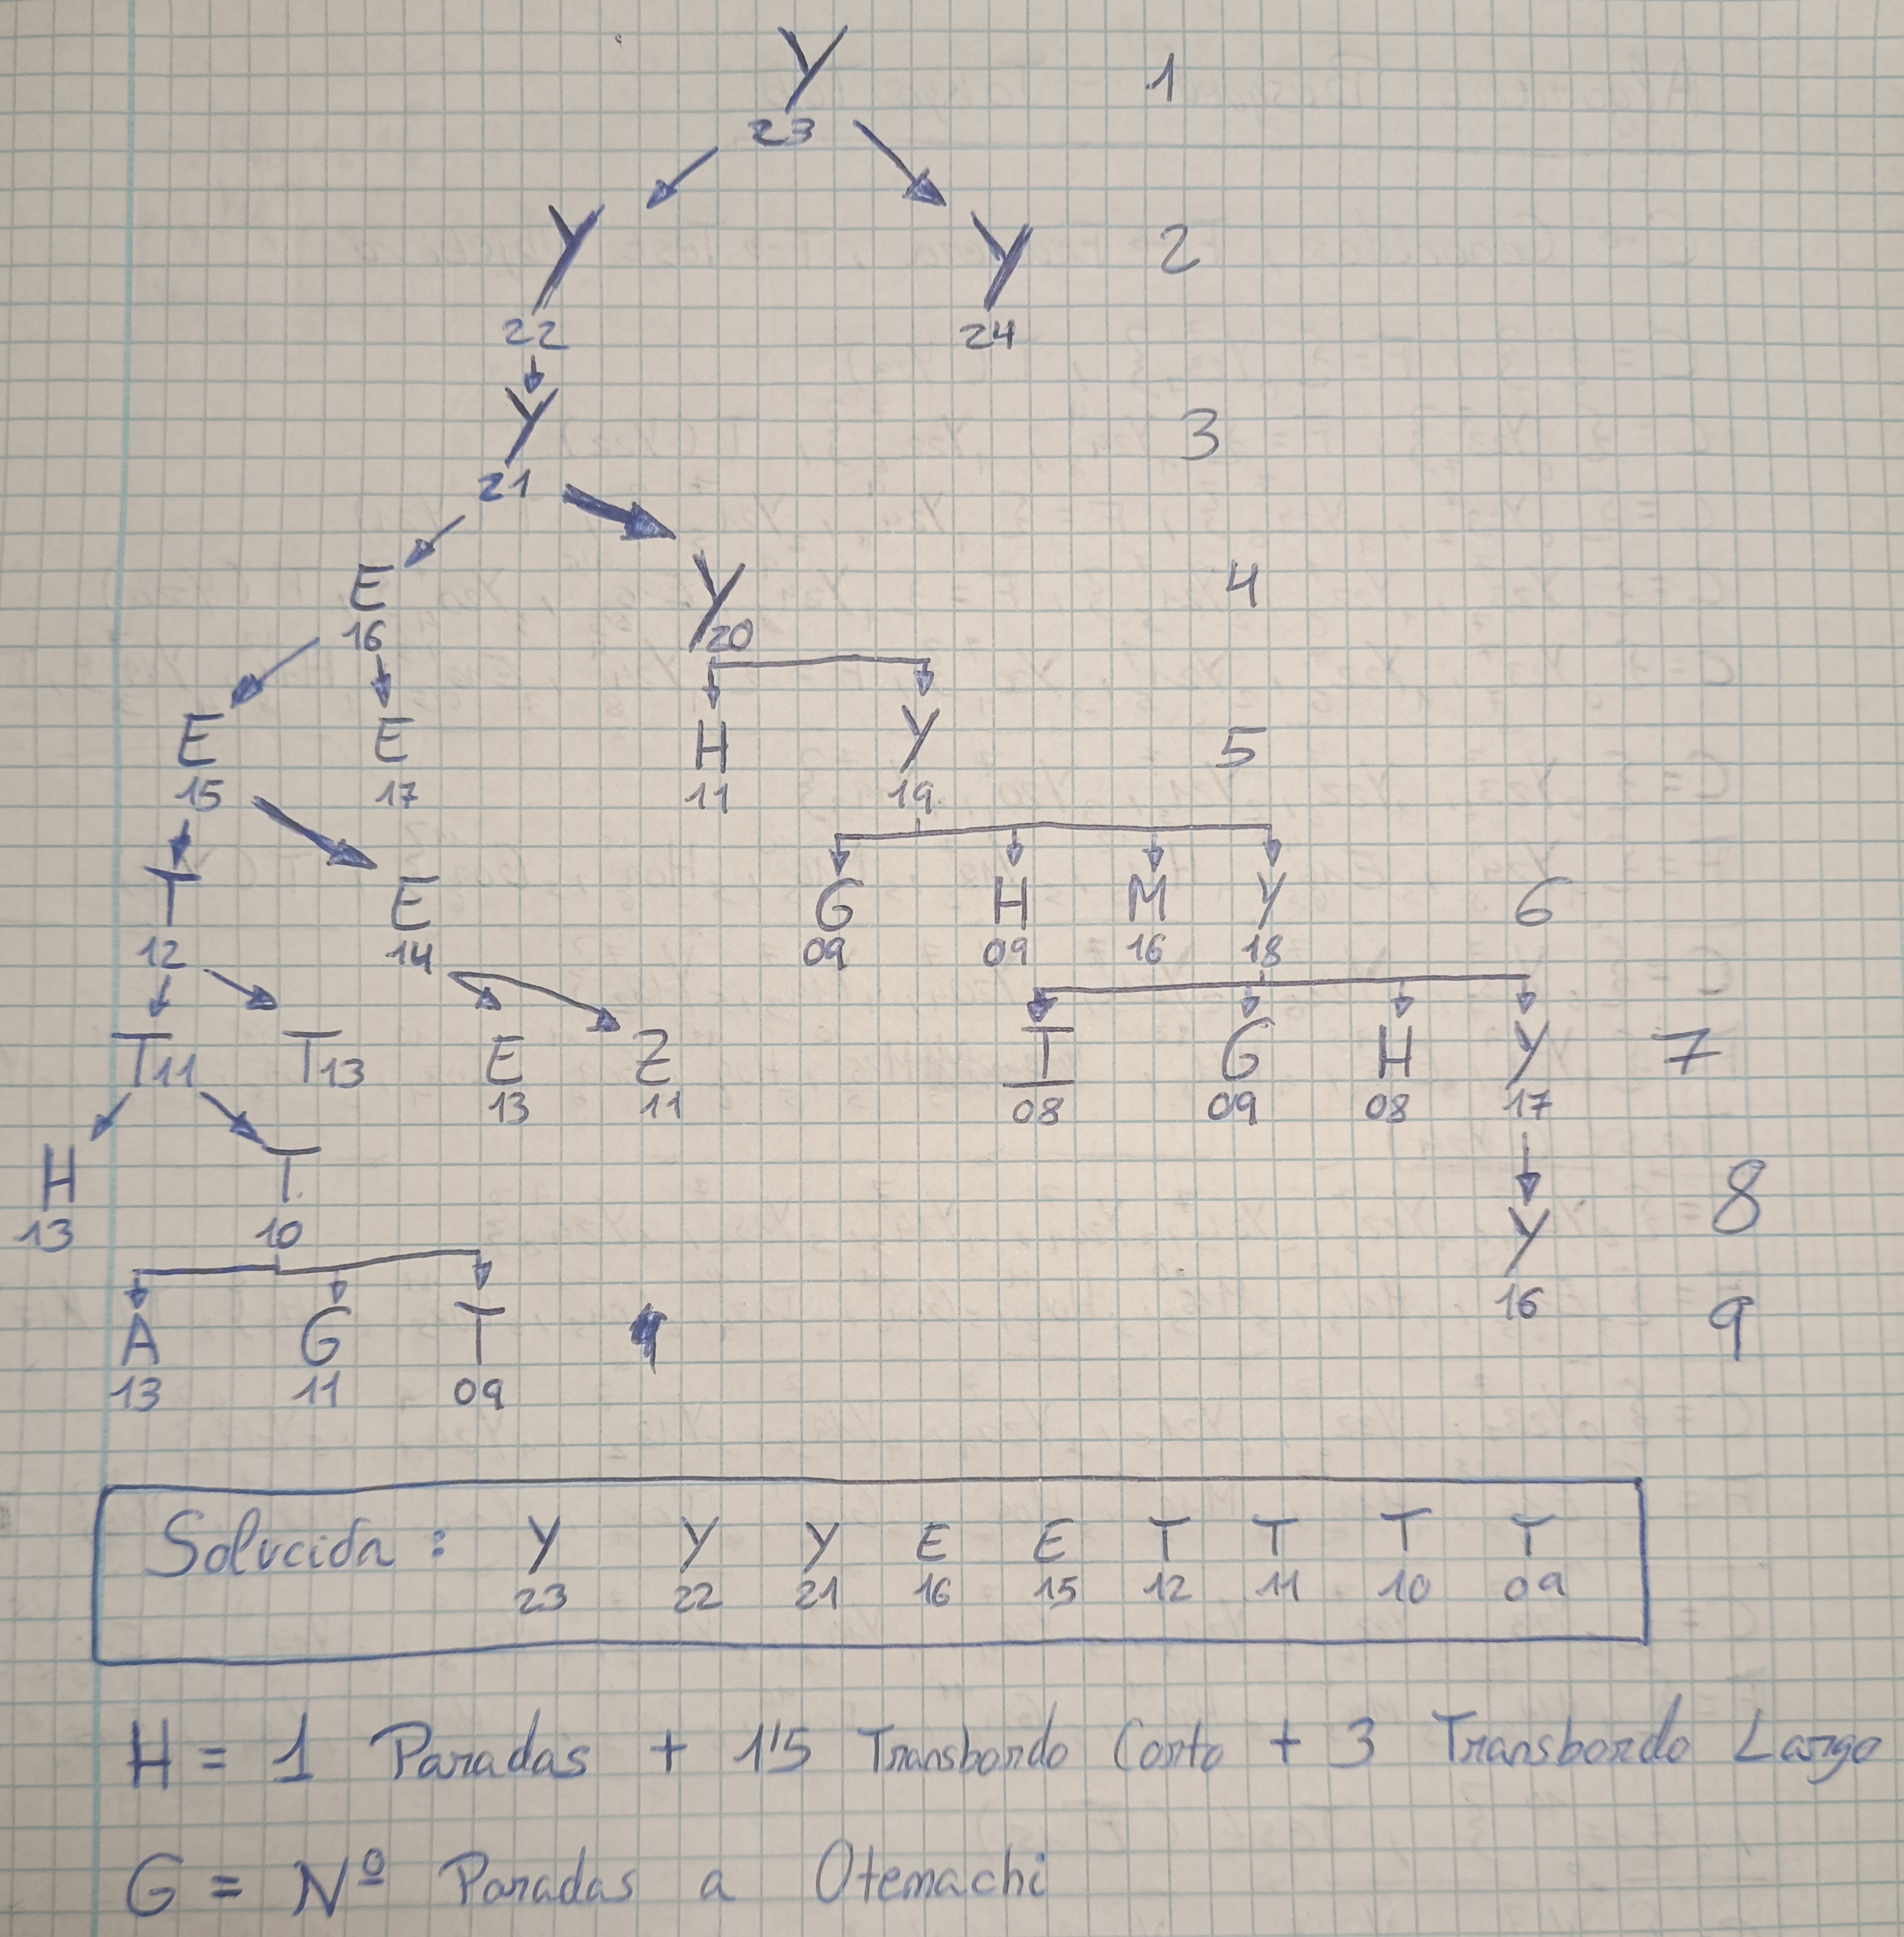 Y 1
23
Y Y 2
22 24
Y 3
21
E Y 4
16 20
E E H Y 5
15 17 11 19
T E G H M Y 6
12 14 09 09 16 18
T11 T13 E Z T G H Y 7
13 11 08 09 08 17
H T Y 8
13 10 16
A G T 9
13 11 09
Solución: Y Y Y E E T T T T
23 22 21 16 15 12 11 10 09
H = 1 Paradas + 1'5 Transbordo Corto + 3 Transbordo Largo
G = Nº Paradas a Otemachi